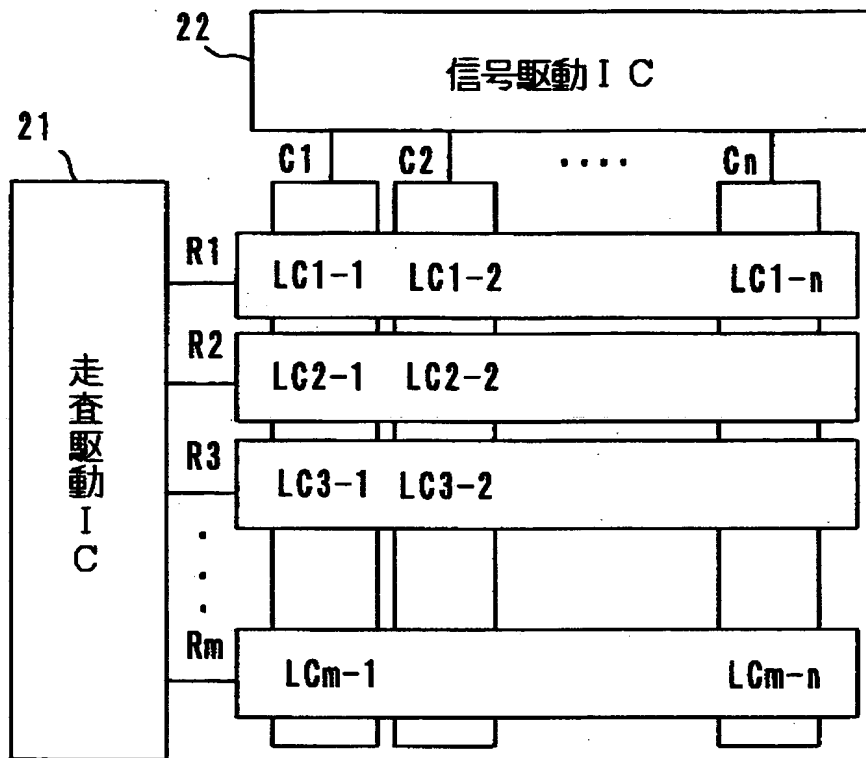 22
信号駆動IC
21
C1 C2 ････ Cn
R1
LC1-1 LC1-2 LC1-n
R2
LC2-1 LC2-2
R3
LC3-1 LC3-2
走査駆動IC
・・・
Rm
LCm-1 LCm-n